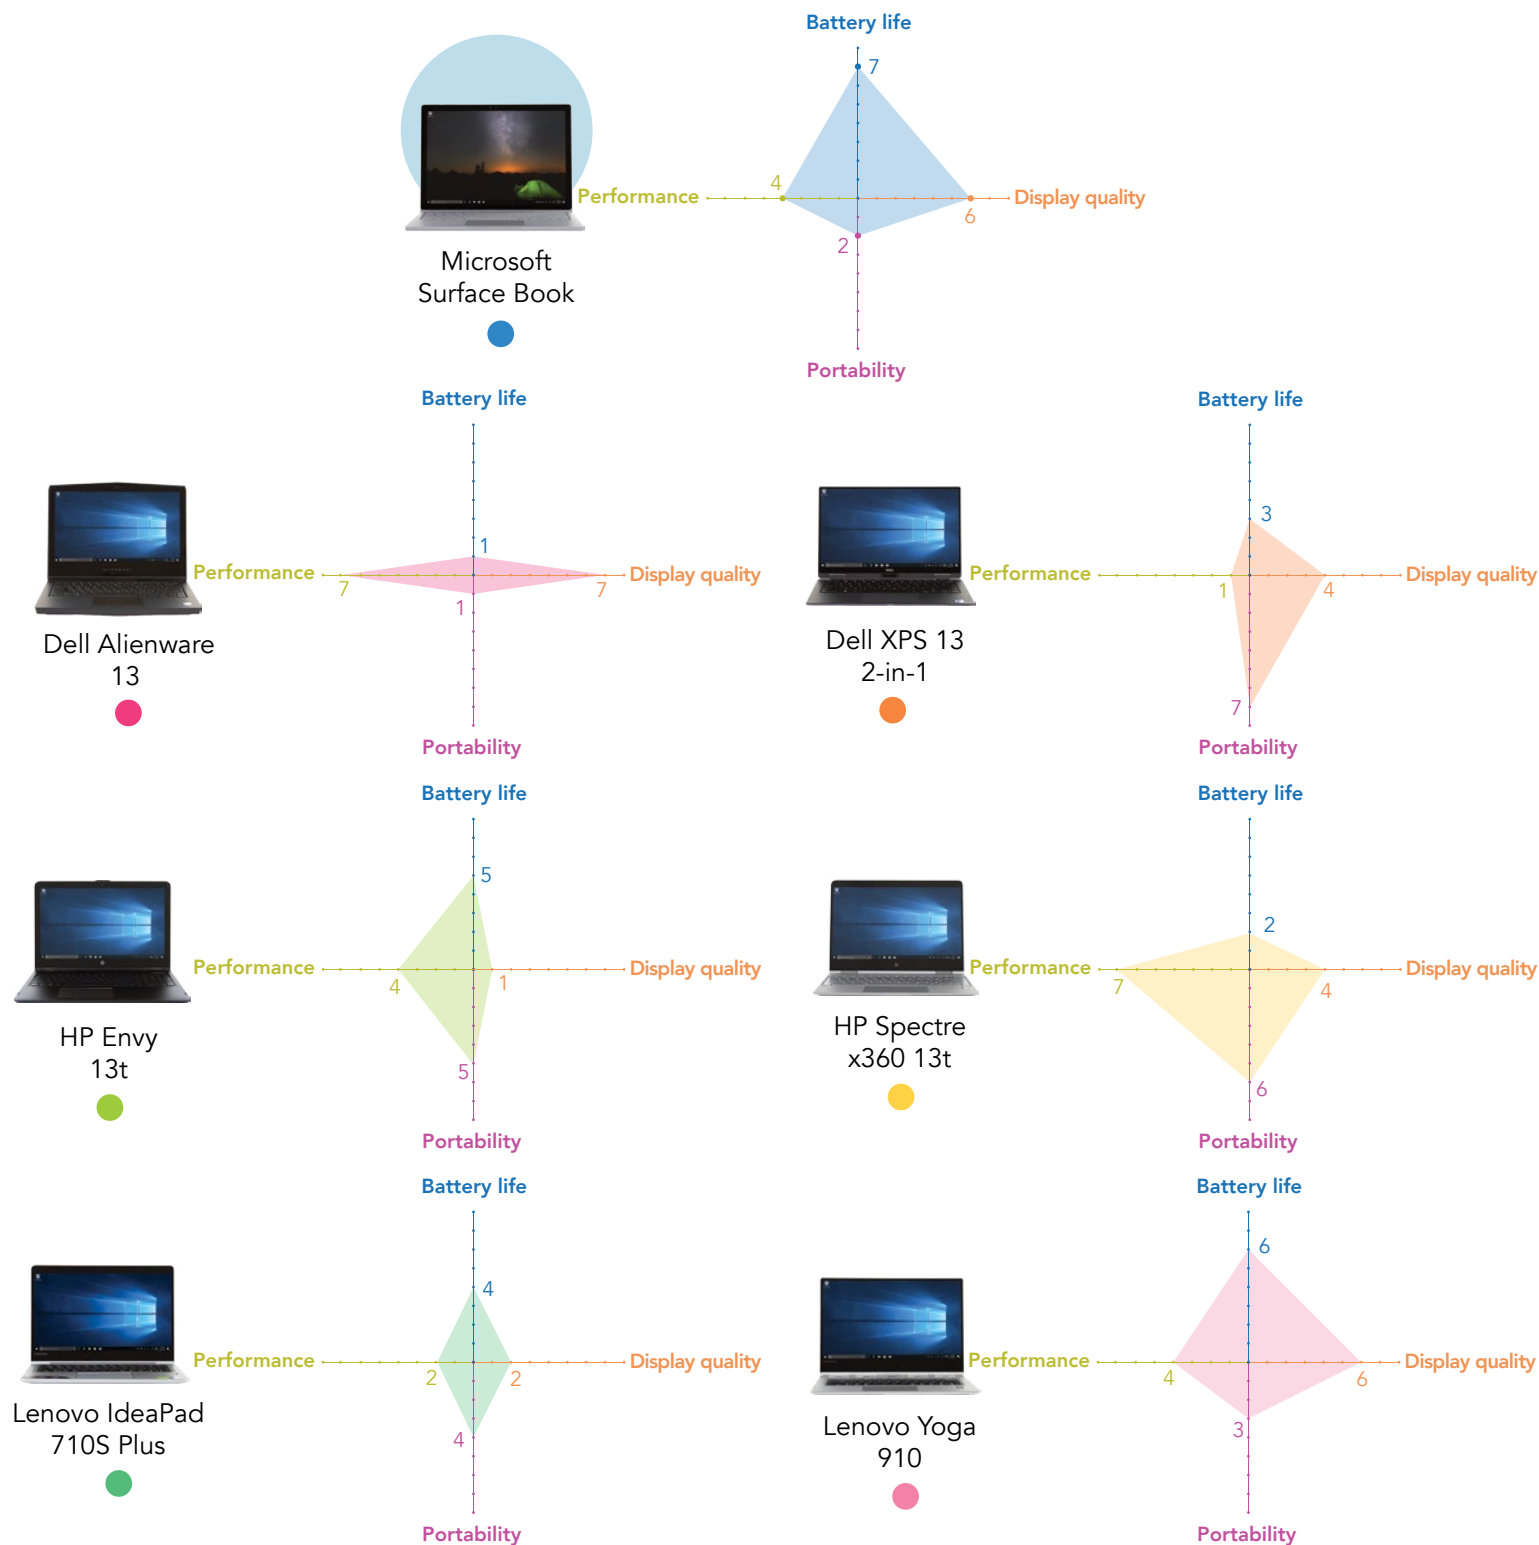 Battery life
7
4
Performance
Display quality
6
2
Microsoft
Surface Book
Portability
Battery life
1
Performance
Display quality
7
7
1
Dell Alienware
13
Portability
Battery life
3
Performance
Display quality
1
4
Dell XPS 13
2-in-1
7
Portability
Battery life
5
Performance
Display quality
4
1
HP Envy
13t
5
Portability
Battery life
2
Performance
Display quality
7
4
HP Spectre
x360 13t
6
Portability
Battery life
4
Performance
Display quality
2
2
Lenovo IdeaPad
710S Plus
4
Portability
Battery life
6
Performance
Display quality
4
6
Lenovo Yoga
910
3
Portability